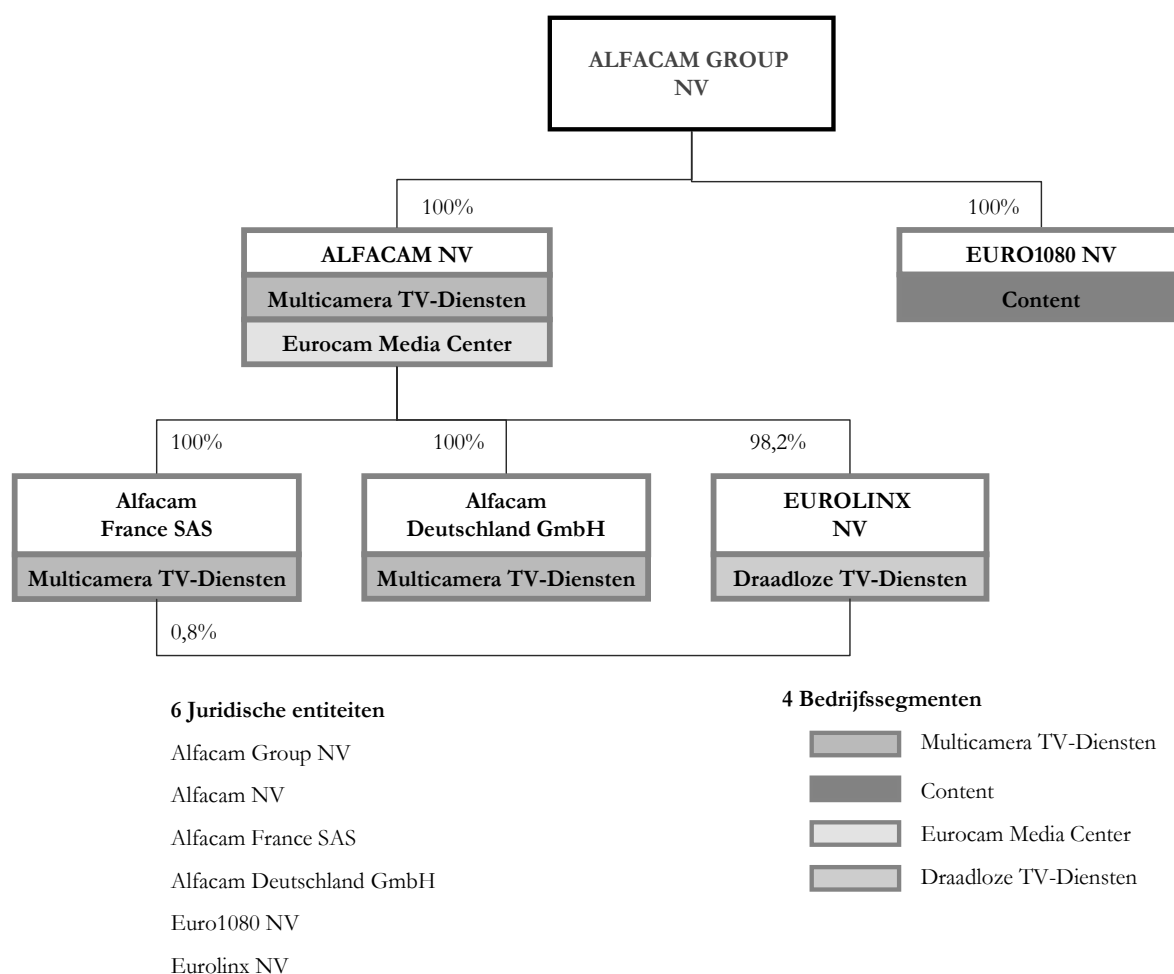 ALFACAM GROUP
NV
100%
100%
ALFACAM NV
EURO1080 NV
Multicamera TV-Diensten
Content
Eurocam Media Center
100%
100%
98,2%
Alfacam
France SAS
Alfacam
Deutschland GmbH
EUROLINX
NV
Multicamera TV-Diensten
Multicamera TV-Diensten
Draadloze TV-Diensten
0,8%
6 Juridische entiteiten
Alfacam Group NV
Alfacam NV
Alfacam France SAS
Alfacam Deutschland GmbH
Euro1080 NV
Eurolinx NV
4 Bedrijfssegmenten
Multicamera TV-Diensten
Content
Eurocam Media Center
Draadloze TV-Diensten